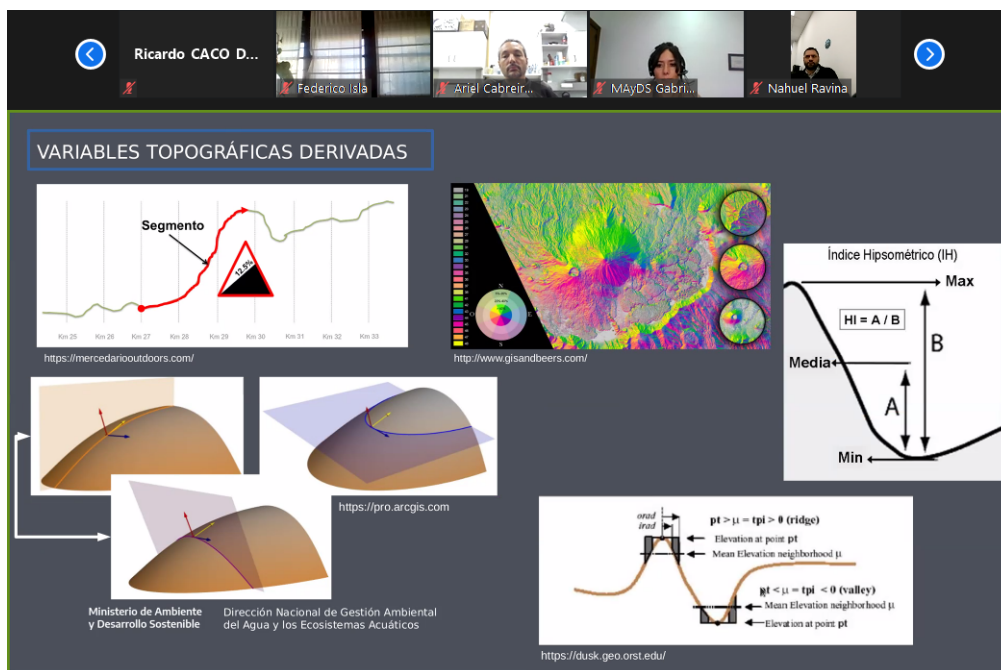 Ricardo CACO D...
Federico Isla
Ariel Cabreir...
MAyDS Gabri...
Nahuel Ravina
VARIABLES TOPOGRÁFICAS DERIVADAS
Segmento
12.5%
Km 25 Km 26 Km 27 Km 28 Km 29 Km 30 Km 31 Km 32 Km 33
https://mercedariooutdoors.com/
N
O E
S
http://www.gisandbeers.com/
Índice Hipsométrico (IH)
Max
HI = A / B
B
Media
A
Min
https://pro.arcgis.com
orad
irad
pt > μ = tpi > 0 (ridge)
Elevation at point pt
Mean Elevation neighborhood μ
pt < μ = tpi < 0 (valley)
Mean Elevation neighborhood μ
Elevation at point pt
https://dusk.geo.orst.edu/
Ministerio de Ambiente
y Desarrollo Sostenible
Dirección Nacional de Gestión Ambiental
del Agua y los Ecosistemas Acuáticos